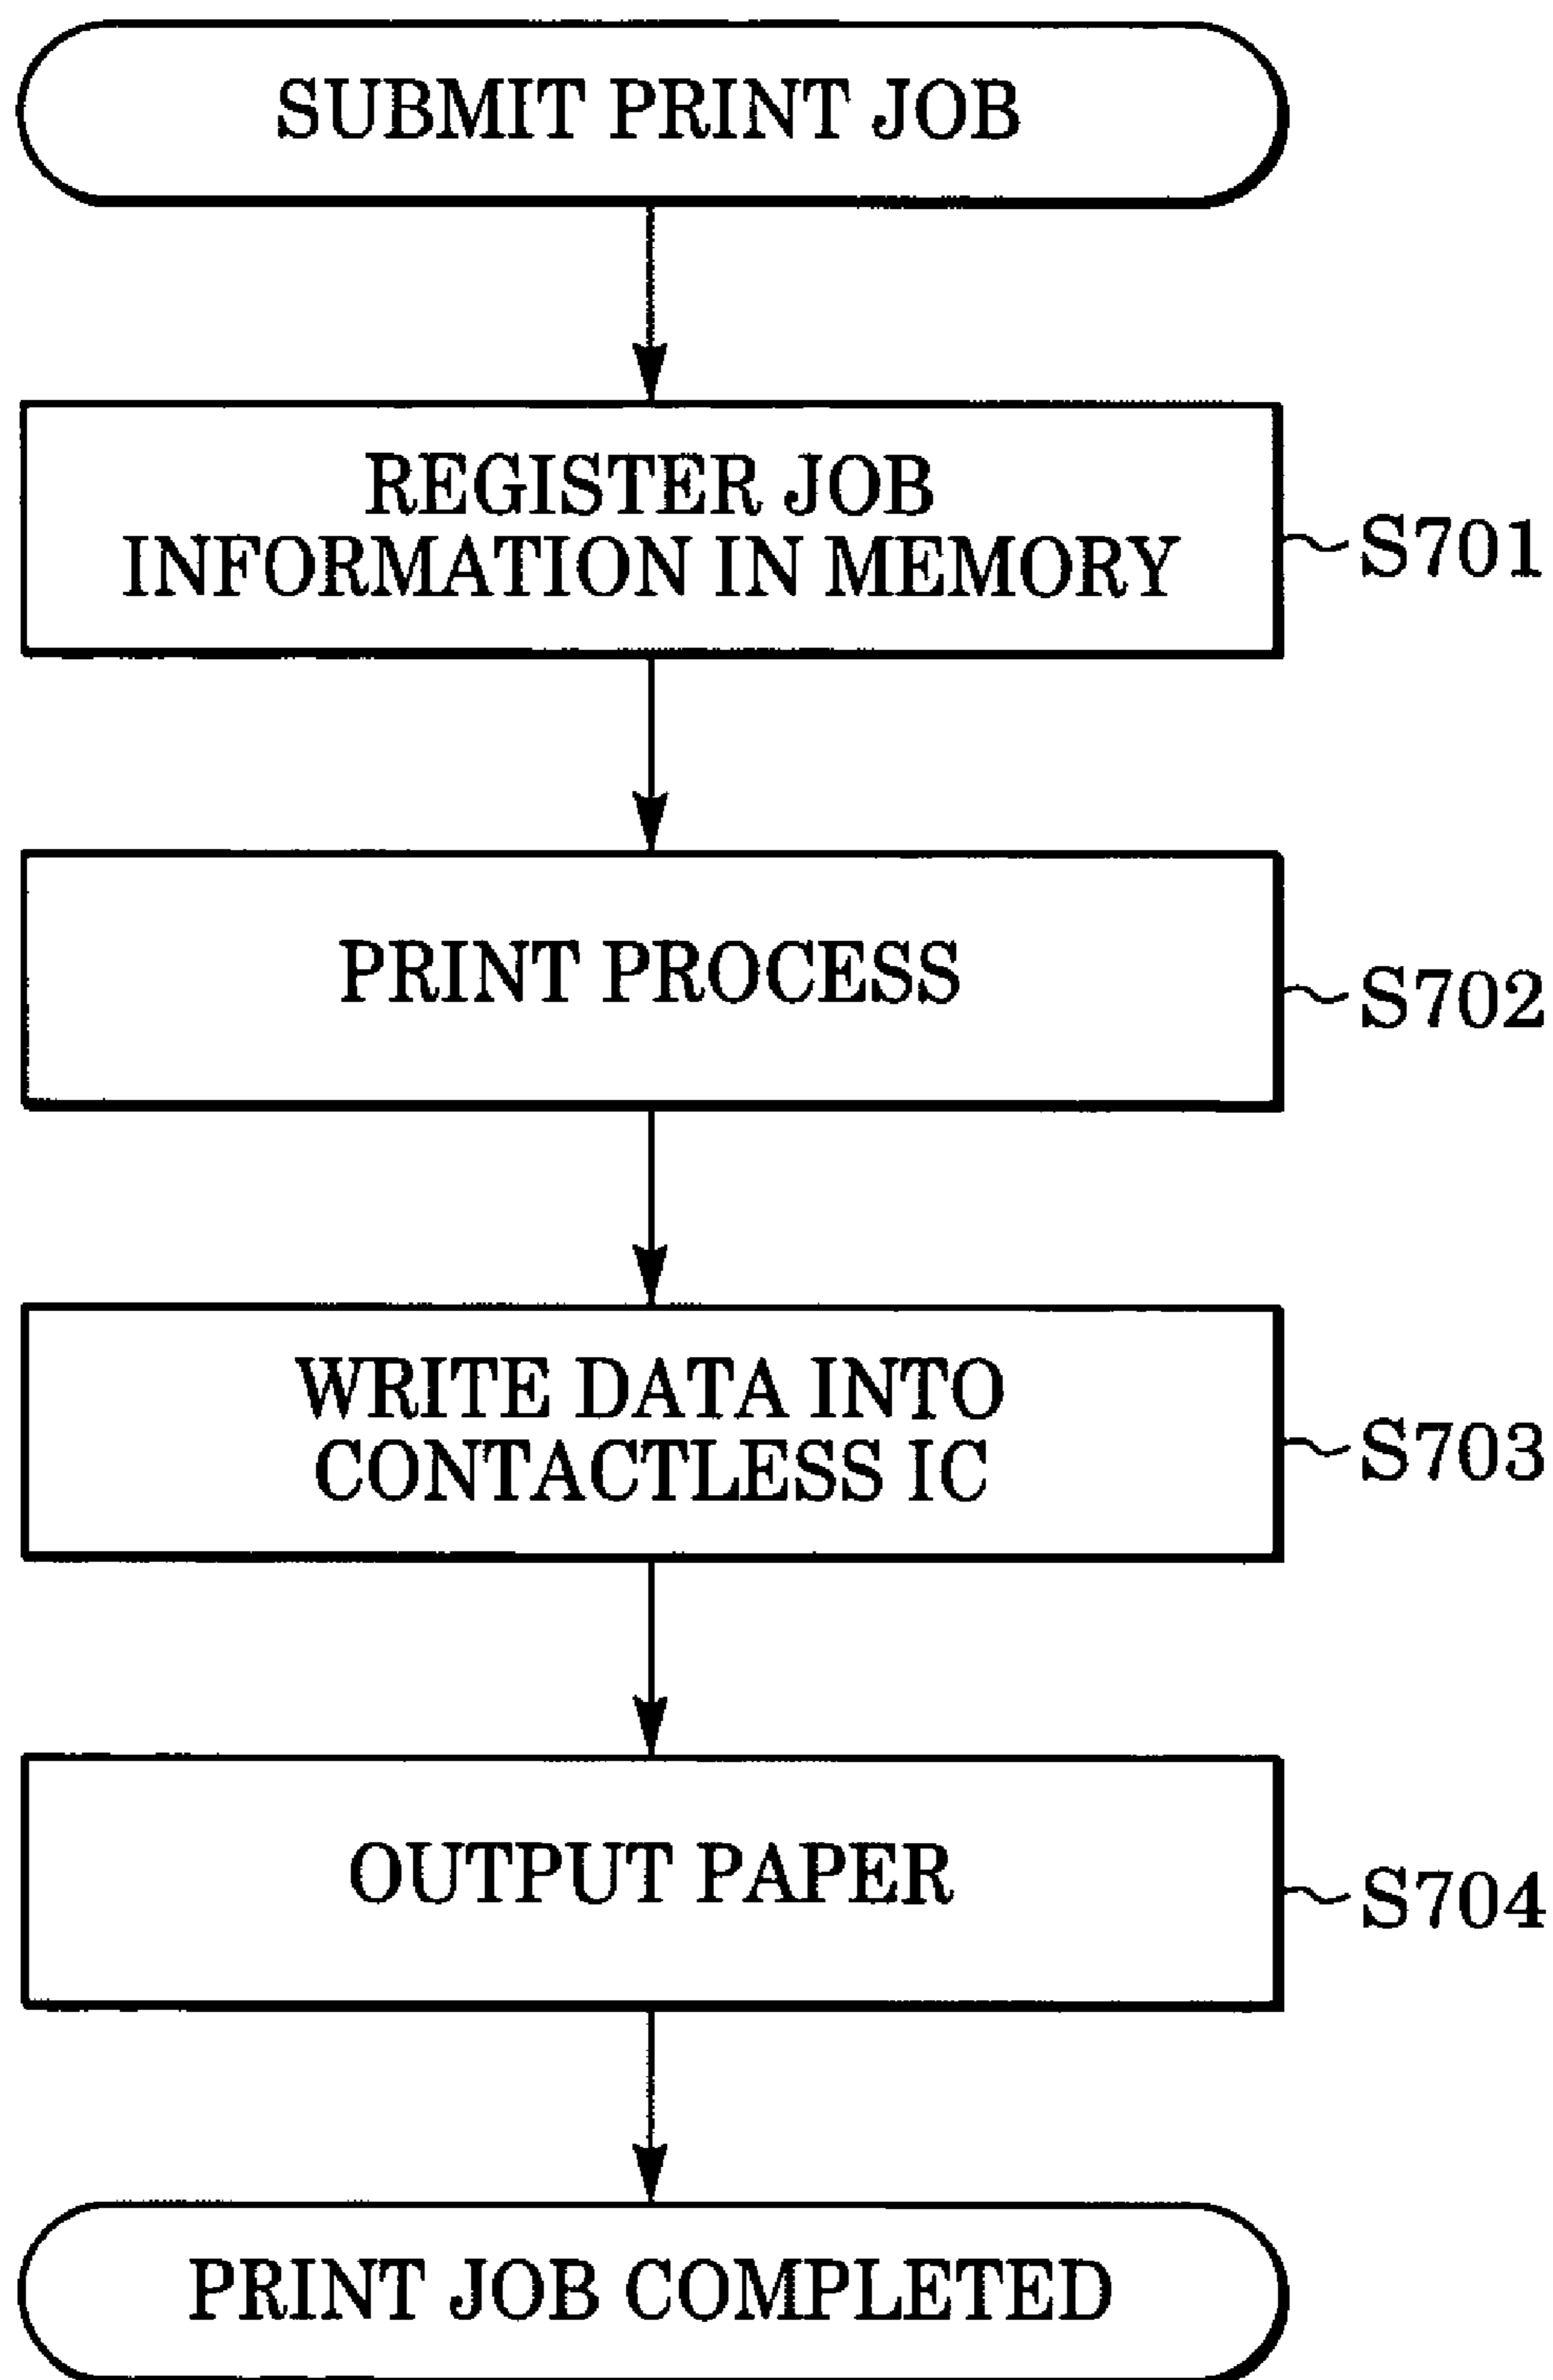 SUBMIT PRINT JOB
REGISTER JOB
INFORMATION IN MEMORY
S701
PRINT PROCESS
S702
WRITE DATA INTO
CONTACTLESS IC
S703
OUTPUT PAPER
S704
PRINT JOB COMPLETED